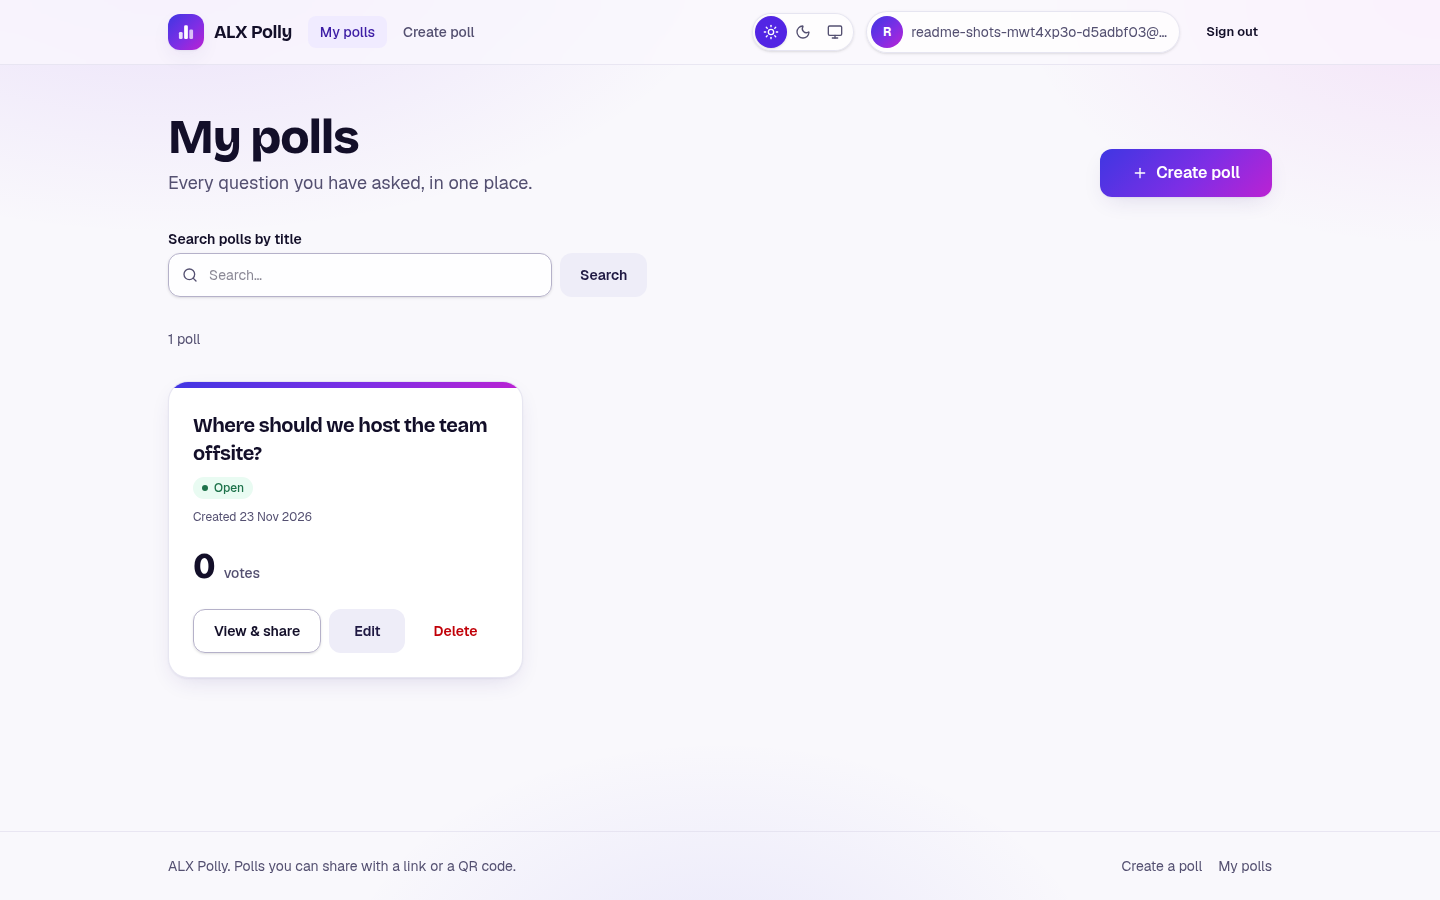 ALX Polly
My polls
Create poll
R
readme-shots-mwt4xp3o-d5adbf03@...
Sign out
My polls
Every question you have asked, in one place.
+ Create poll
Search polls by title
Search...
Search
1 poll
Where should we host the team
offsite?
Open
Created 23 Nov 2026
0 votes
View & share
Edit
Delete
ALX Polly. Polls you can share with a link or a QR code.
Create a poll
My polls